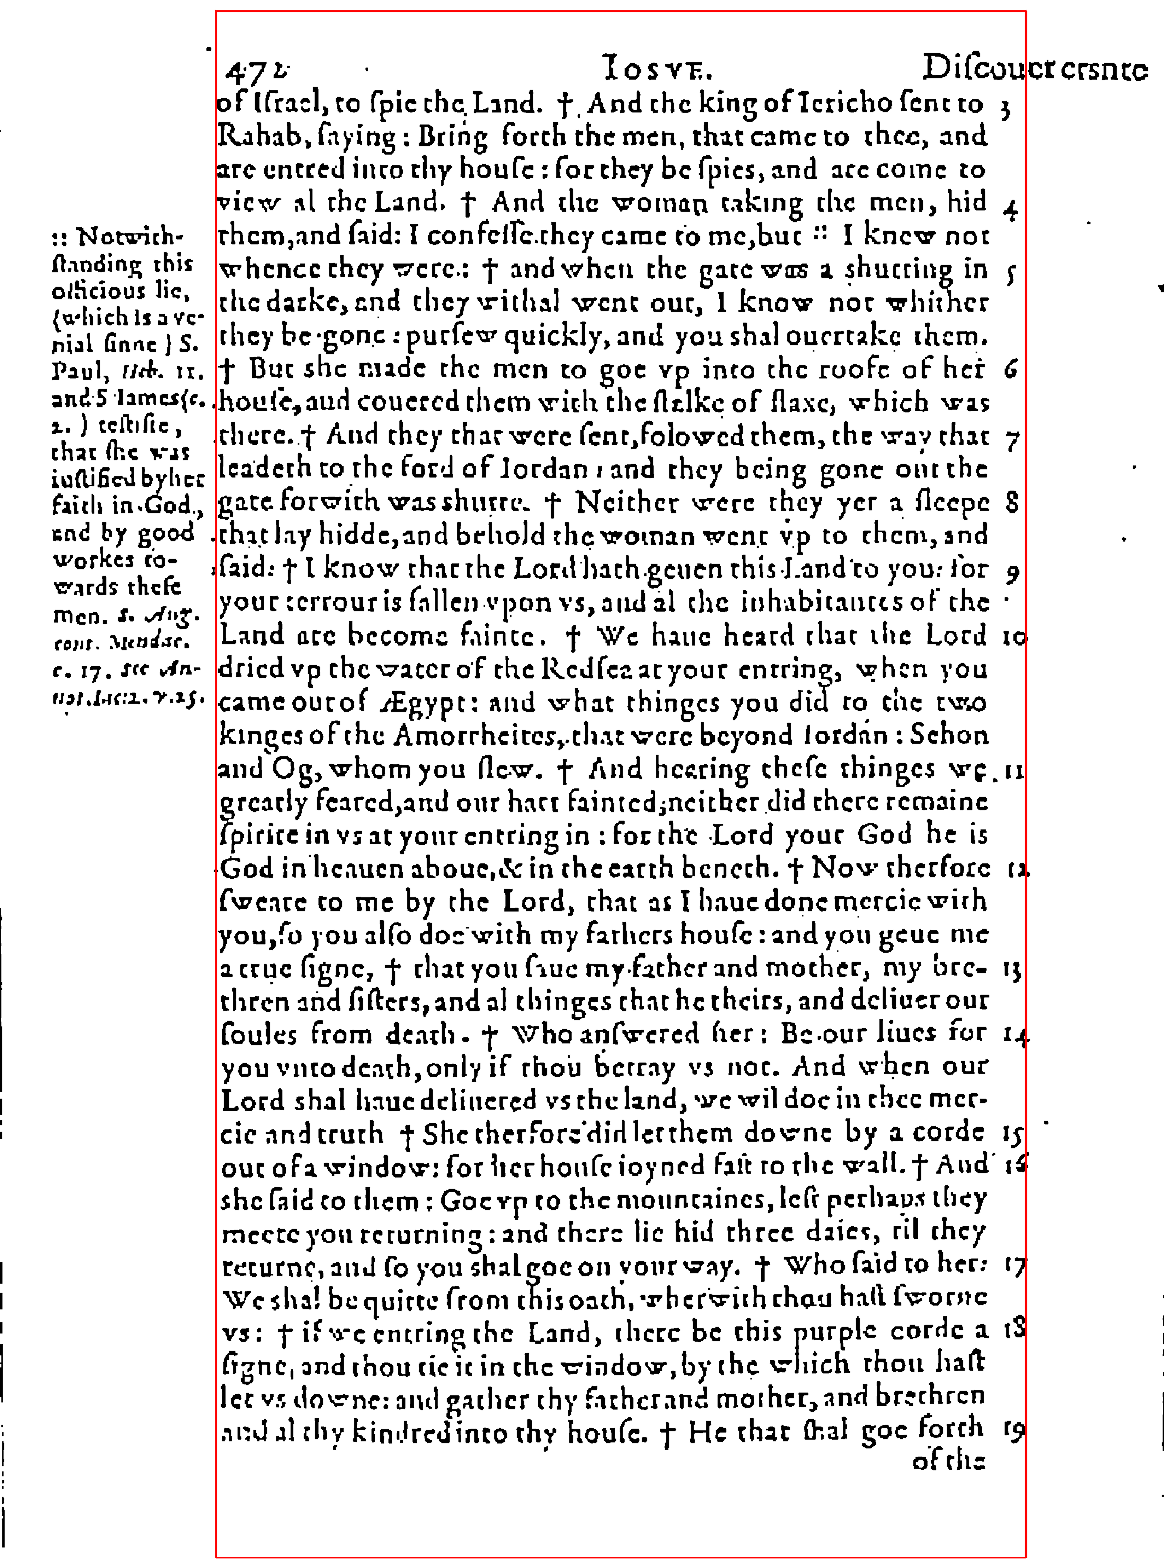 472 IOSVE. Diſcouerersnte
of Iſrael, to ſpie the Land. † And the king of Iericho ſent to 3
Rahab, ſaying: Bring forth the men, that came to thee, and
are entred into thy houſe: for they be ſpies, and are come to
view al the Land. † And the woman taking the men, hid 4
them, and ſaid: I confeſſe they came to me, but :: I knew not
whence they were: † and when the gate was a shutting in 5
the darke, and they withal went out, I know not whither
they be gone: purſew quickly, and you shal ouertake them.
† But she made the men to goe vp into the roofe of her 6
houſe, aud couered them with the ſtalke of flaxe, which was
there. † And they that were ſent, folowed them, the way that 7
leadeth to the ford of Iordan: and they being gone out the
gate forwith was shutte. † Neither were they yer a ſleepe 8
that lay hidde, and behold the woman went vp to them, and
ſaid: † I know that the Lord hath geuen this Land to you: for 9
your terrour is fallen vpon vs, and al the inhabitantes of the
Land are become fainte. † We haue heard that the Lord 10
dried vp the water of the Redſea at your entring, when you
came out of Ægypt: and what thinges you did to the two
kinges of the Amorrheites, that were beyond Iordan: Sehon
and Og, whom you ſlew. † And hearing theſe thinges we 11
greatly feared, and our hart fainted; neither did there remaine
ſpirite in vs at your entring in: for the Lord your God he is
God in heauen aboue, & in the earth beneth. † Now therfore 12
ſweare to me by the Lord, that as I haue done mercie with
you, ſo you alſo doe with my fathers houſe: and you geue me
a true ſigne, † that you ſaue my father and mother, my bre- 13
thren and ſiſters, and al thinges that he theirs, and deliuer our
ſoules from death. † Who anſwered her: Be our liues for 14
you vnto death, only if thou betray vs not. And when our
Lord shal haue deliuered vs the land, we wil doe in thee mer-
cie and truth † She therfore did let them downe by a corde 15
out of a window: for her houſe ioyned faſt to the wall. † And 16
she ſaid to them: Goe vp to the mountaines, leſt perhaps they
meete you returning: and there lie hid three daies, til they
returne, and ſo you shal goe on your way. † Who ſaid to her: 17
We shal be quitte from this oath, wherwith thou haſt ſworne
vs: † if we entring the Land, there be this purple corde a 18
ſigne, and thou tie it in the window, by the which thou haſt
let vs downe: and gather thy father and mother, and brethren
and al thy kindred into thy houſe. † He that ſhal goe forth 19
of the
:: Notwith-
ſtanding this
officious lie,
(which is a ve-
nial ſinne) S.
Paul, Heb. 11.
and S Iames (c.
2.) teſtifie,
that ſhe was
iuſtified by her
faith in God,
and by good
workes to-
wards theſe
men. S. Aug.
cont. Mendac.
c. 17. see An-
not. Iac. 2. v. 25.